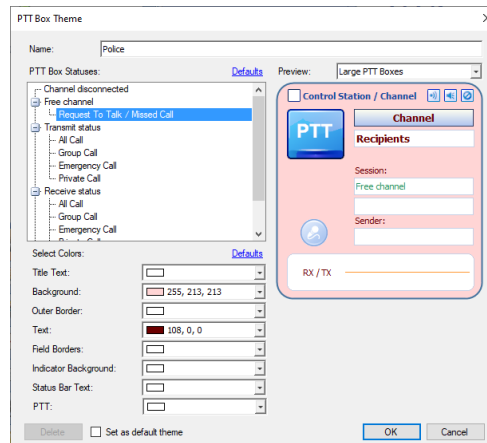 PTT Box Theme
Name: Police
PTT Box Statuses: Defaults Preview: Large PTT Boxes
Channel disconnected
Free channel
Request To Talk / Missed Call
Transmit status
All Call
Group Call
Emergency Call
Private Call
Receive status
All Call
Group Call
Emergency Call
Control Station / Channel
PTT
Channel
Recipients
Session:
Free channel
Sender:
RX / TX
Select Colors: Defaults
Title Text:
Background: 255, 213, 213
Outer Border:
Text: 108, 0, 0
Field Borders:
Indicator Background:
Status Bar Text:
PTT:
Delete Set as default theme OK Cancel